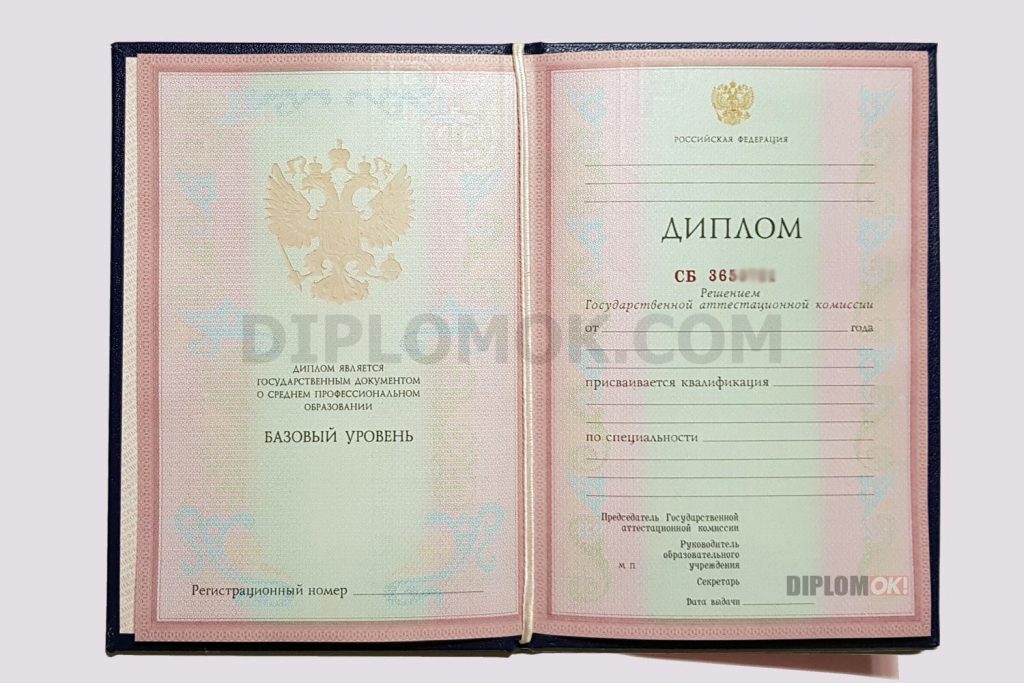 ДИПЛОМ ЯВЛЯЕТСЯ
ГОСУДАРСТВЕННЫМ ДОКУМЕНТОМ
О СРЕДНЕМ ПРОФЕССИОНАЛЬНОМ
ОБРАЗОВАНИИ
БАЗОВЫЙ УРОВЕНЬ
Регистрационный номер
РОССИЙСКАЯ ФЕДЕРАЦИЯ
ДИПЛОМ
СБ 365
Решением
Государственной аттестационной комиссии
от года
присваивается квалификация
по специальности
Председатель Государственной
аттестационной комиссии
Руководитель
образовательного
М.П. учреждения
Секретарь
Дата выдачи
DIPLOMOK.COM
DIPLOMOK!